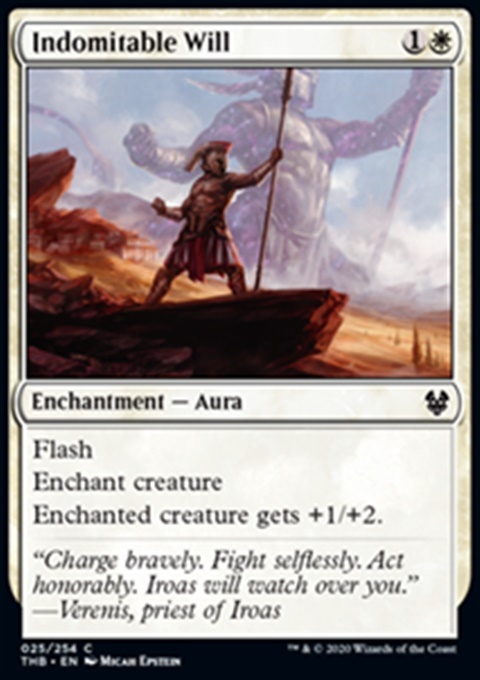 Indomitable Will 1
Enchantment — Aura
Flash
Enchant creature
Enchanted creature gets +1/+2.
“Charge bravely. Fight selflessly. Act
honorably. Iroas will watch over you.”
—Verenis, priest of Iroas
025/254 C
THB • EN Micah Epstein
™ & © 2020 Wizards of the Coast